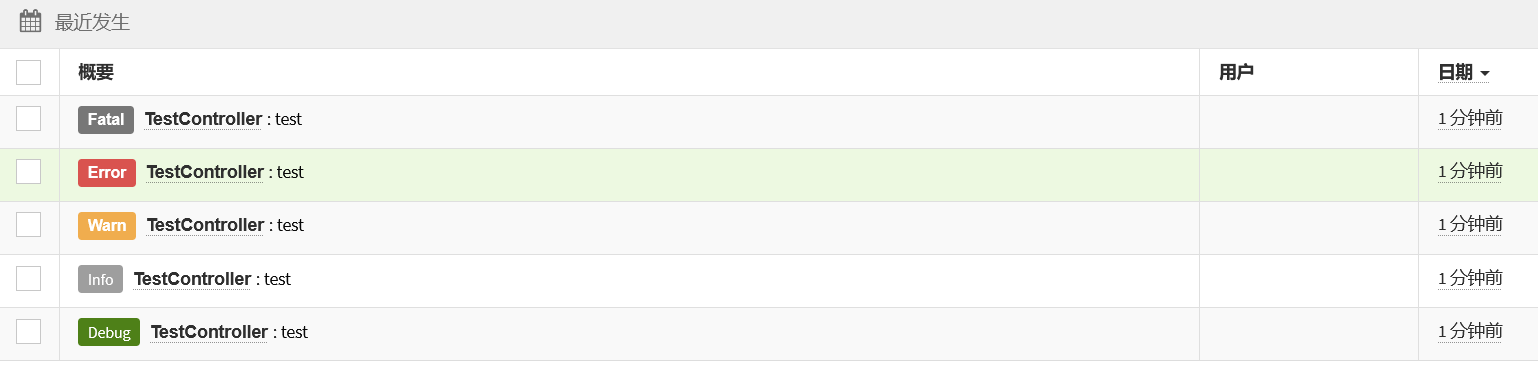 最近发生
概要 用户 日期
Fatal TestController : test 1 分钟前
Error TestController : test 1 分钟前
Warn TestController : test 1 分钟前
Info TestController : test 1 分钟前
Debug TestController : test 1 分钟前